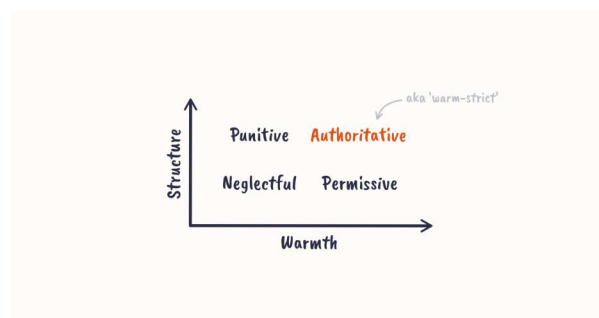 aka 'warm-strict'
Punitive Authoritative
Neglectful Permissive
Structure
Warmth